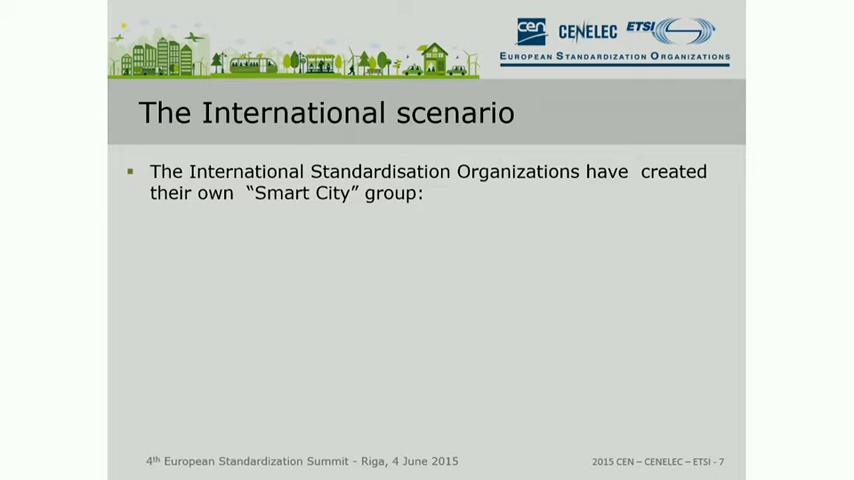 cen CENELEC ETSI
EUROPEAN STANDARDIZATION ORGANIZATIONS
The International scenario
▪ The International Standardisation Organizations have created
their own “Smart City” group:
4th European Standardization Summit - Riga, 4 June 2015
2015 CEN – CENELEC – ETSI - 7